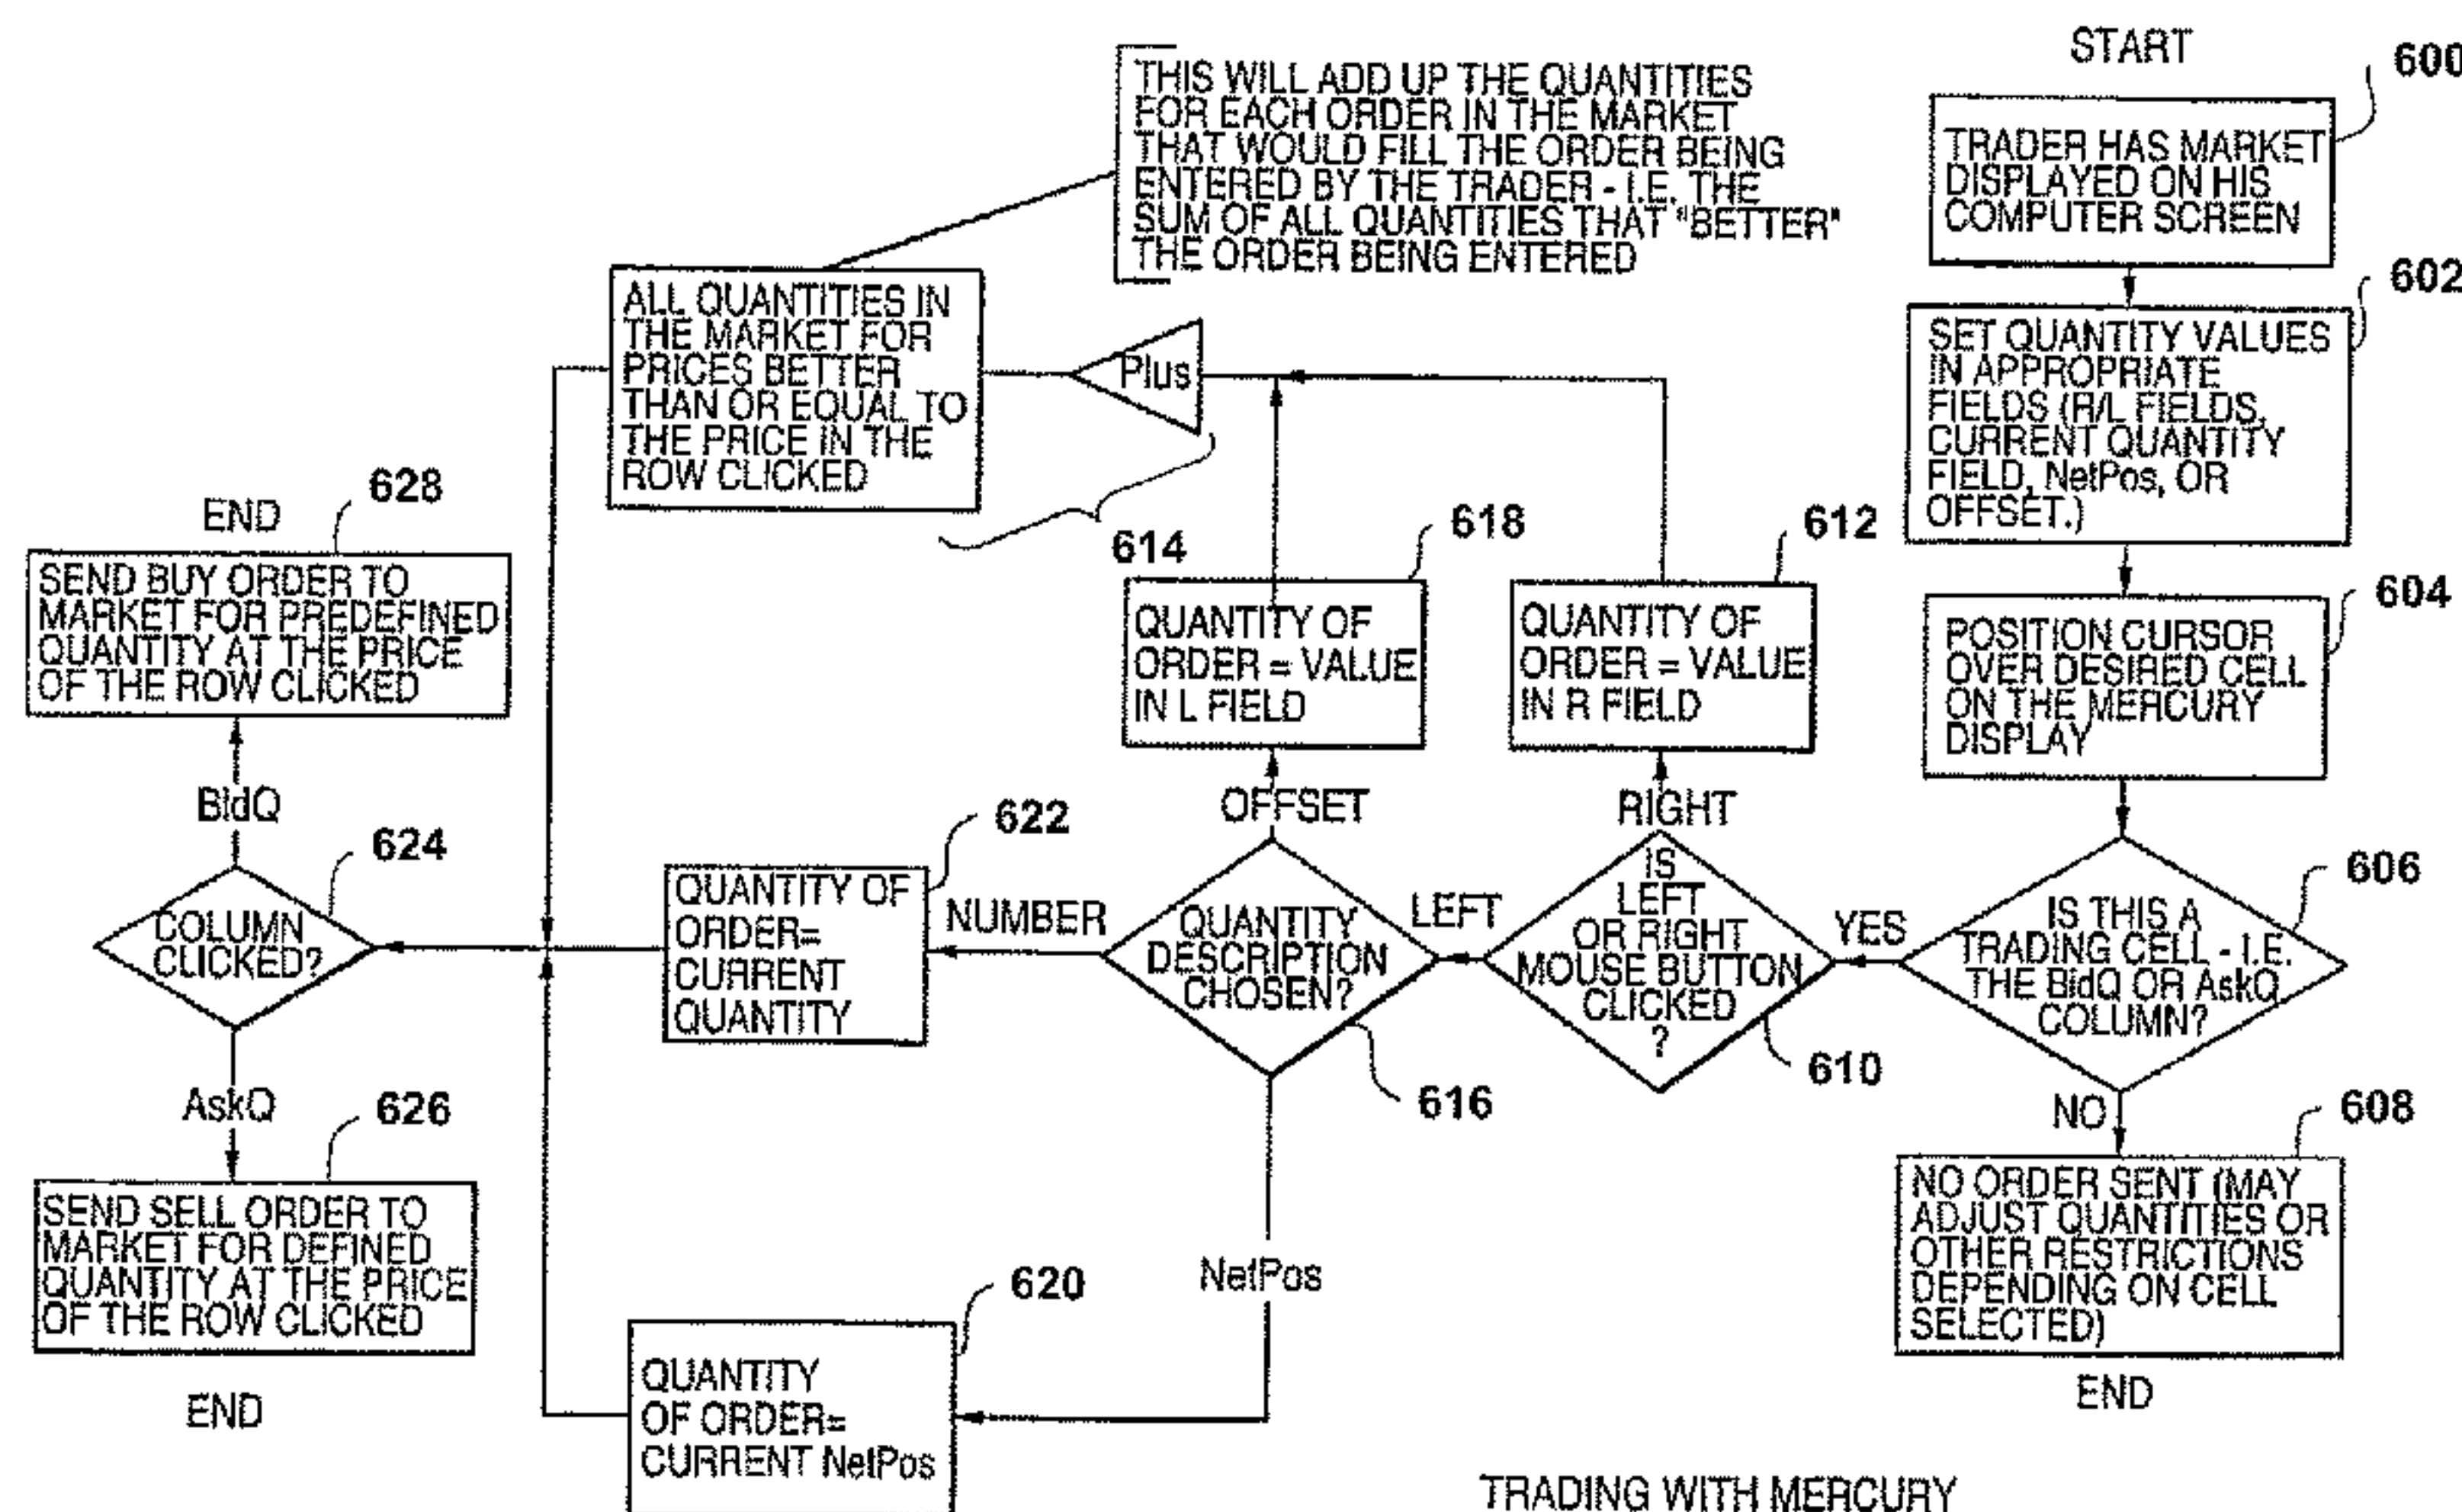 START
600
TRADER HAS MARKET
DISPLAYED ON HIS
COMPUTER SCREEN
602
SET QUANTITY VALUES
IN APPROPRIATE
FIELDS (R/L FIELDS,
CURRENT QUANTITY
FIELD, NetPos, OR
OFFSET.)
604
POSITION CURSOR
OVER DESIRED CELL
ON THE MERCURY
DISPLAY
606
IS THIS A
TRADING CELL - I.E.
THE BidQ OR AskQ
COLUMN?
NO
608
NO ORDER SENT (MAY
ADJUST QUANTITIES OR
OTHER RESTRICTIONS
DEPENDING ON CELL
SELECTED)
END
YES
IS
LEFT
OR RIGHT
MOUSE BUTTON
CLICKED
?
610
RIGHT
612
QUANTITY OF
ORDER = VALUE
IN R FIELD
LEFT
QUANTITY
DESCRIPTION
CHOSEN?
616
OFFSET
618
QUANTITY OF
ORDER = VALUE
IN L FIELD
Plus
614
ALL QUANTITIES IN
THE MARKET FOR
PRICES BETTER
THAN OR EQUAL TO
THE PRICE IN THE
ROW CLICKED
THIS WILL ADD UP THE QUANTITIES
FOR EACH ORDER IN THE MARKET
THAT WOULD FILL THE ORDER BEING
ENTERED BY THE TRADER - I.E. THE
SUM OF ALL QUANTITIES THAT "BETTER"
THE ORDER BEING ENTERED
NUMBER
622
QUANTITY OF
ORDER=
CURRENT
QUANTITY
NetPos
620
QUANTITY
OF ORDER=
CURRENT NetPos
624
COLUMN
CLICKED?
BidQ
END
628
SEND BUY ORDER TO
MARKET FOR PREDEFINED
QUANTITY AT THE PRICE
OF THE ROW CLICKED
AskQ
626
SEND SELL ORDER TO
MARKET FOR DEFINED
QUANTITY AT THE PRICE
OF THE ROW CLICKED
END
TRADING WITH MERCURY